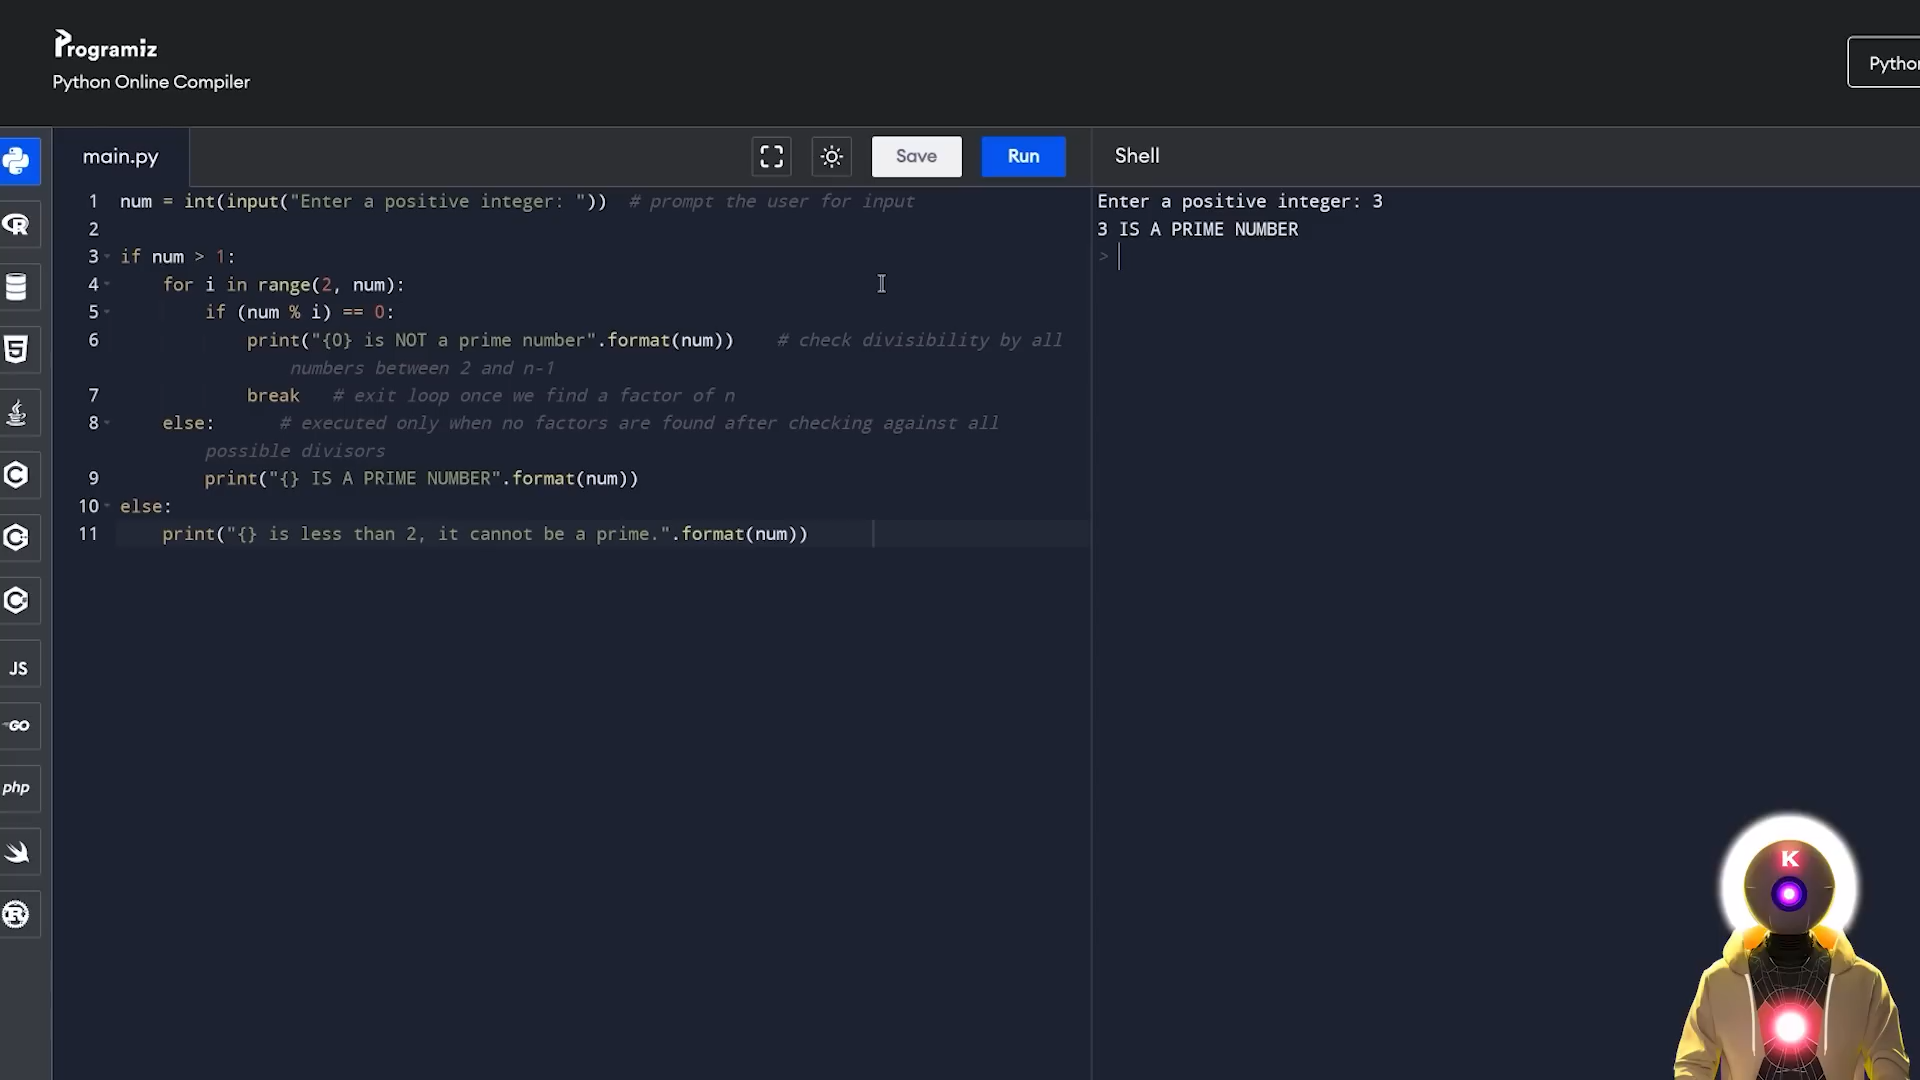 Programiz
Python Online Compiler
Pytho
main.py
Save
Run
Shell
1 num = int(input("Enter a positive integer: "))  # prompt the user for input
2
3 if num > 1:
4     for i in range(2, num):
5         if (num % i) == 0:
6             print("{0} is NOT a prime number".format(num))    # check divisibility by all
numbers between 2 and n-1
7             break   # exit loop once we find a factor of n
8     else:      # executed only when no factors are found after checking against all
possible divisors
9         print("{} IS A PRIME NUMBER".format(num))
10 else:
11     print("{} is less than 2, it cannot be a prime.".format(num))
Enter a positive integer: 3
3 IS A PRIME NUMBER
>
R
5
C
C
C
JS
GO
php
R
K